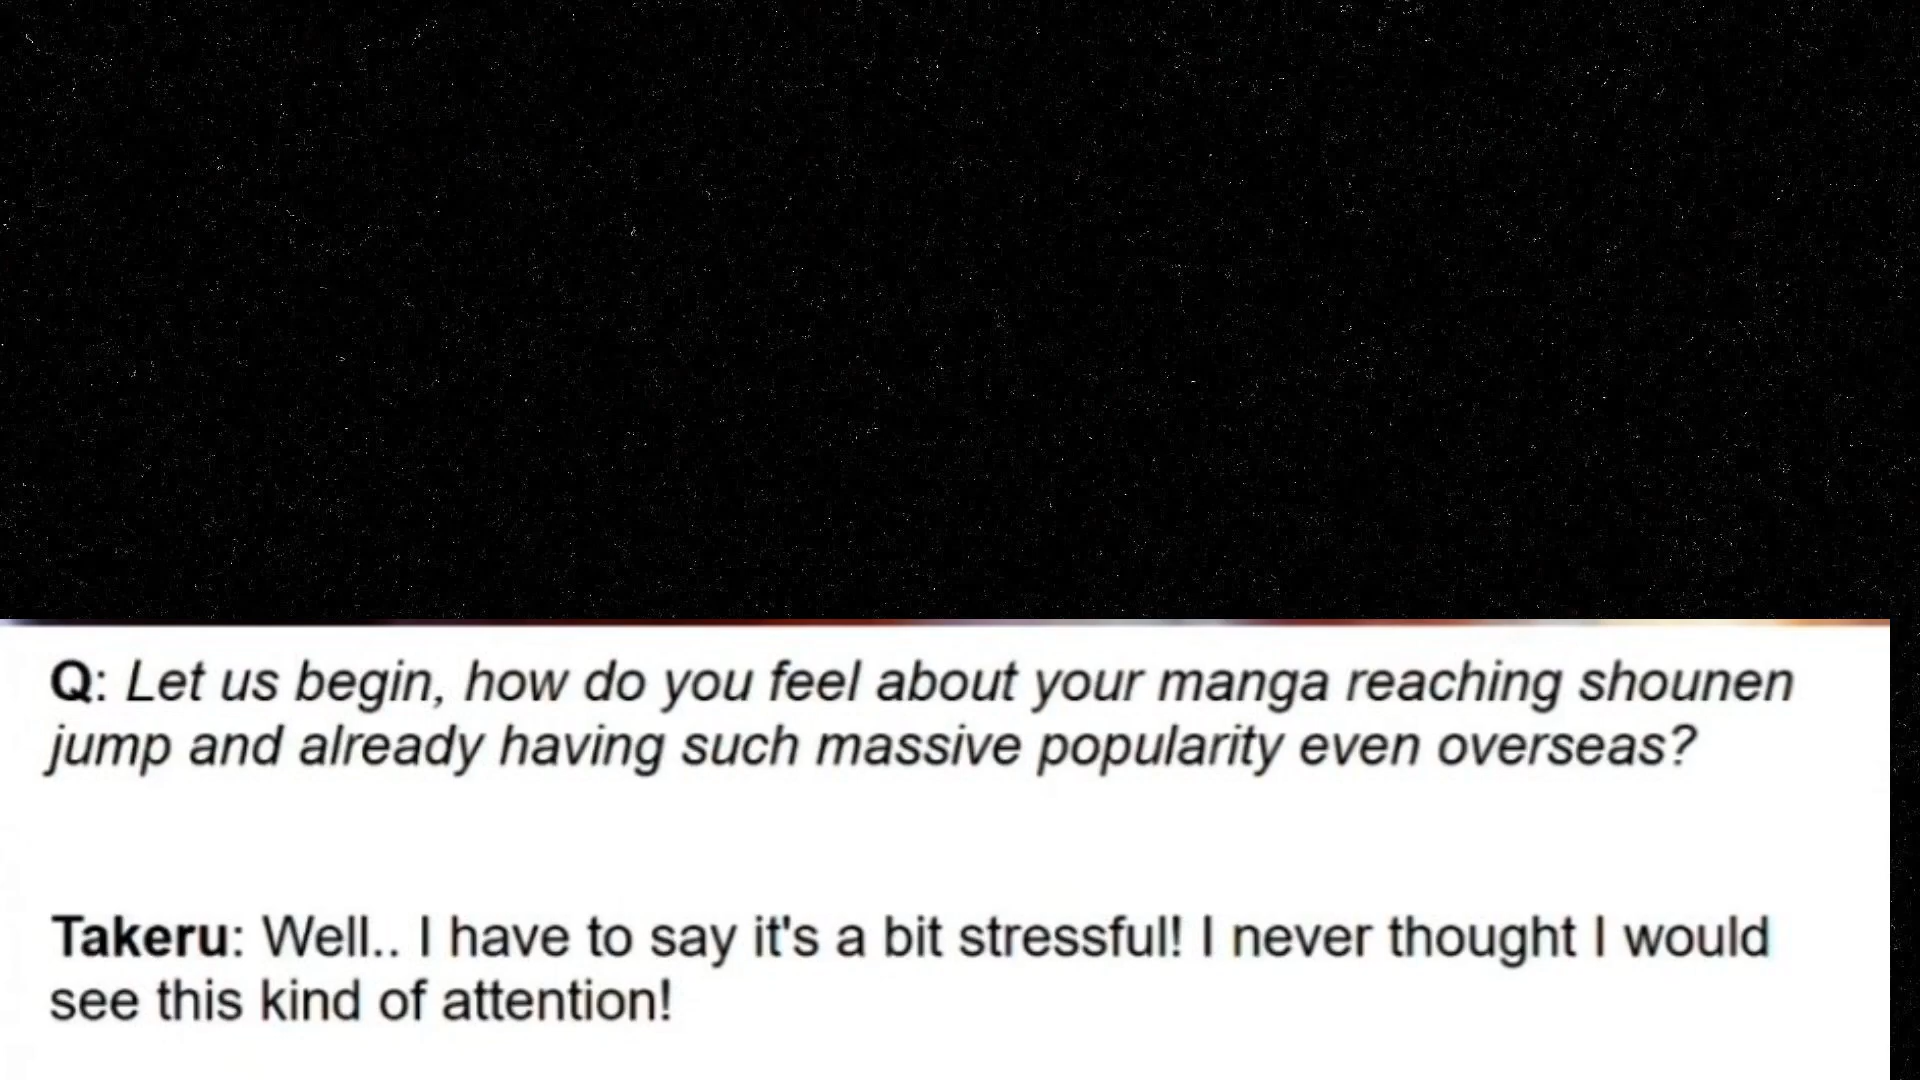 Q: Let us begin, how do you feel about your manga reaching shounen
jump and already having such massive popularity even overseas?
Takeru: Well.. I have to say it's a bit stressful! I never thought I would
see this kind of attention!